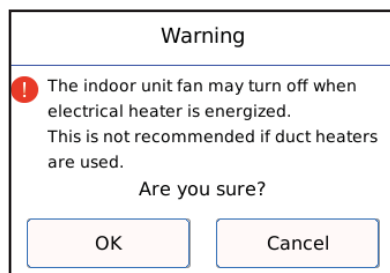 Warning
! The indoor unit fan may turn off when
electrical heater is energized.
This is not recommended if duct heaters
are used.
Are you sure?
OK Cancel